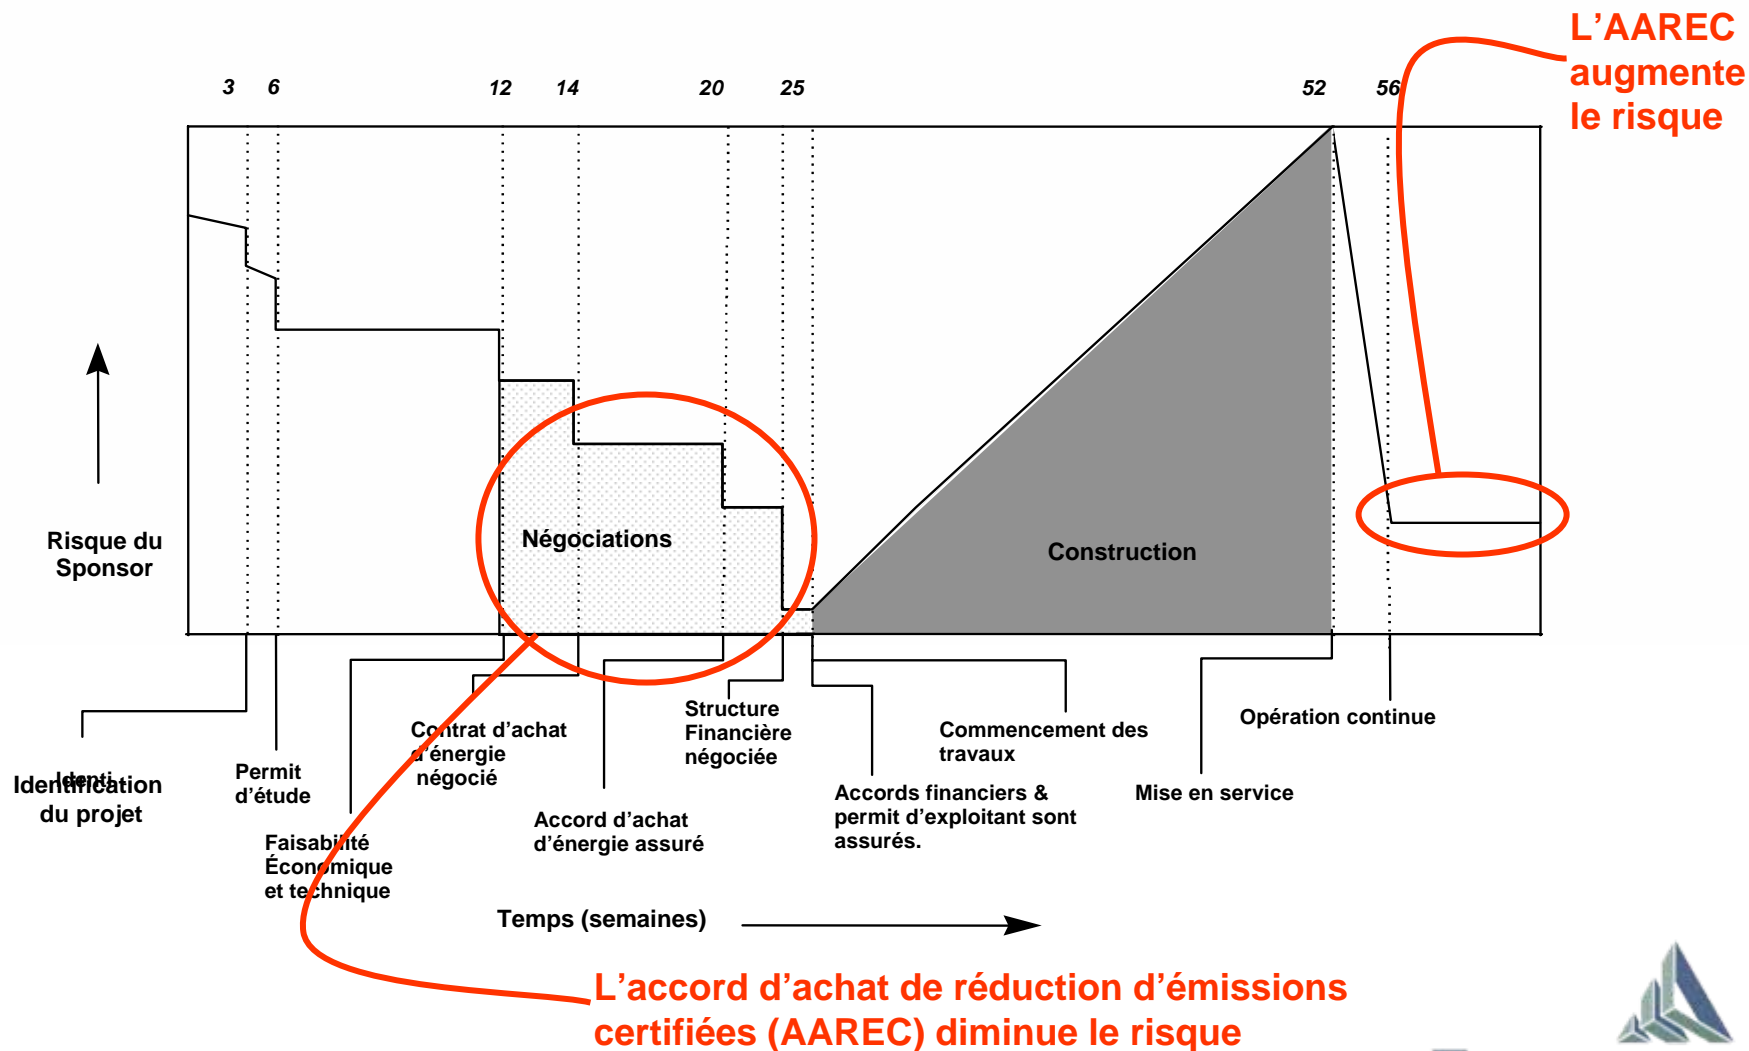 L’AAREC
augmente
le risque
3 6 12 14 20 25 52 56
Risque du
Sponsor
Négociations
Construction
Identi
Identification
du projet
Permit
d’étude
Faisabilité
Économique
et technique
Contrat d’achat
d’énergie
négocié
Accord d’achat
d’énergie assuré
Structure
Financière
négociée
Accords financiers &
permit d’exploitant sont
assurés.
Commencement des
travaux
Mise en service
Opération continue
Temps (semaines)
L’accord d’achat de réduction d’émissions
certifiées (AAREC) diminue le risque